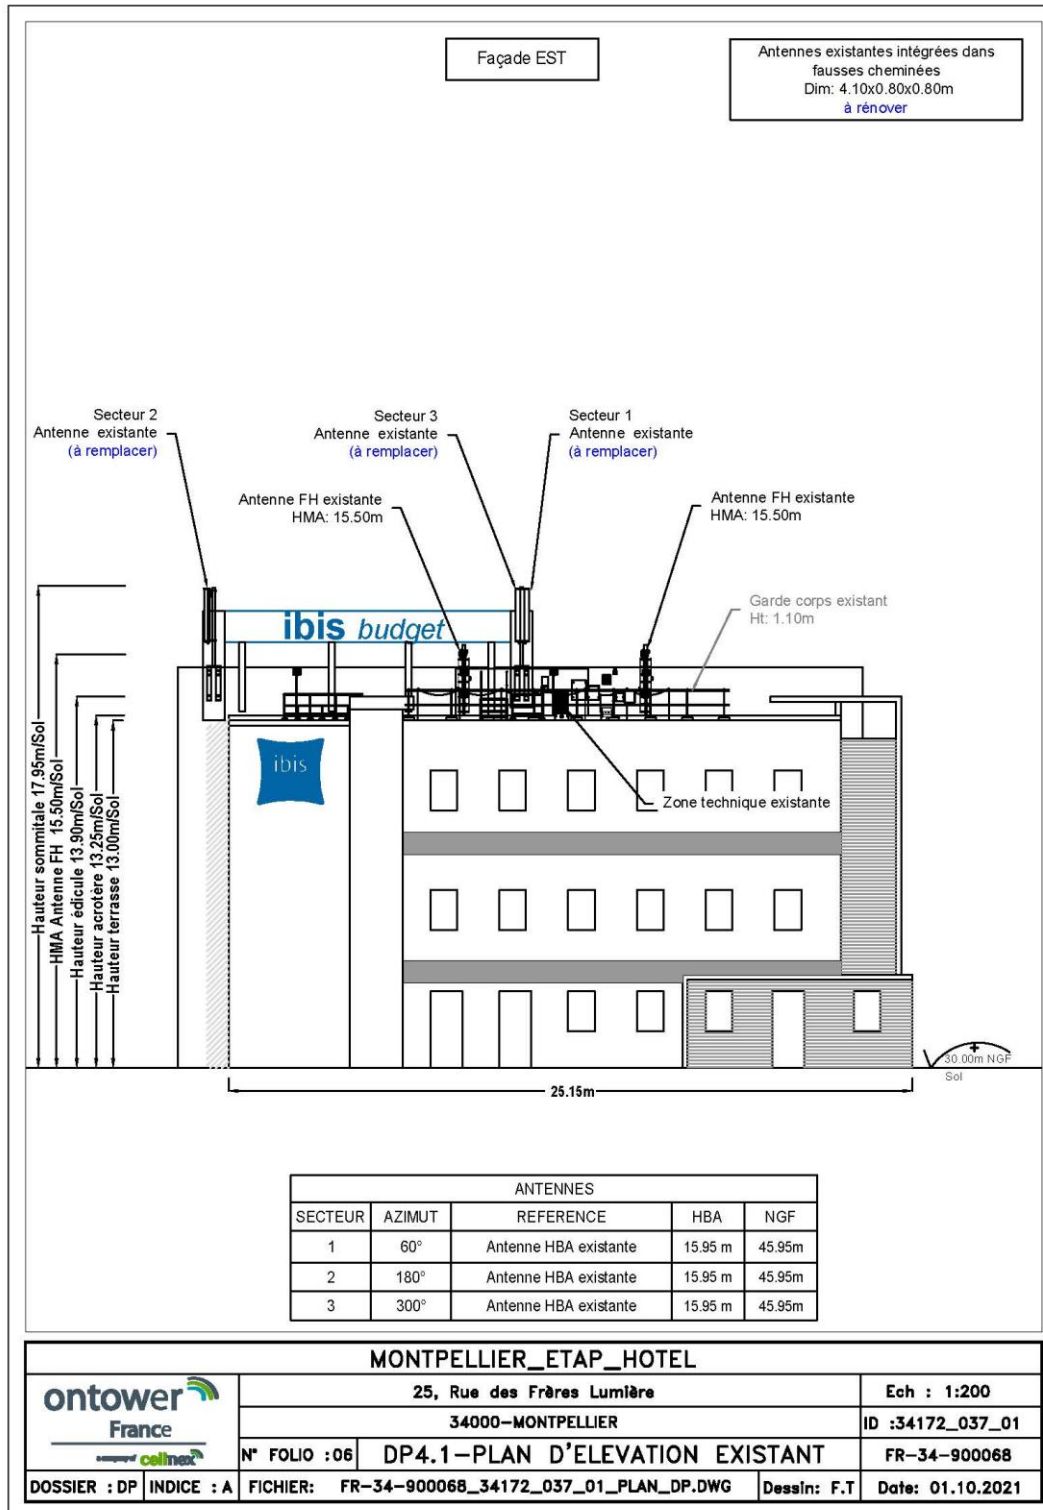 Façade EST
Antennes existantes intégrées dans
fausses cheminées
Dim: 4.10x0.80x0.80m
à rénover
Secteur 2
Antenne existante
(à remplacer)
Secteur 3
Antenne existante
(à remplacer)
Secteur 1
Antenne existante
(à remplacer)
Antenne FH existante
HMA: 15.50m
Antenne FH existante
HMA: 15.50m
Garde corps existant
Ht: 1.10m
ibis budget
ibis
Zone technique existante
Hauteur sommitale 17.95m/Sol
HMA Antenne FH 15.50m/Sol
Hauteur édicule 13.90m/Sol
Hauteur acrotère 13.25m/Sol
Hauteur terrasse 13.00m/Sol
30.00m NGF
Sol
25.15m
ANTENNES
SECTEUR AZIMUT REFERENCE HBA NGF
1 60° Antenne HBA existante 15.95 m 45.95m
2 180° Antenne HBA existante 15.95 m 45.95m
3 300° Antenne HBA existante 15.95 m 45.95m
MONTPELLIER_ETAP_HOTEL
ontower
France
cellnex
25, Rue des Frères Lumière
Ech : 1:200
34000-MONTPELLIER
ID :34172_037_01
N° FOLIO :06
DP4.1-PLAN D'ELEVATION EXISTANT
FR-34-900068
DOSSIER : DP
INDICE : A
FICHIER: FR-34-900068_34172_037_01_PLAN_DP.DWG
Dessin: F.T
Date: 01.10.2021